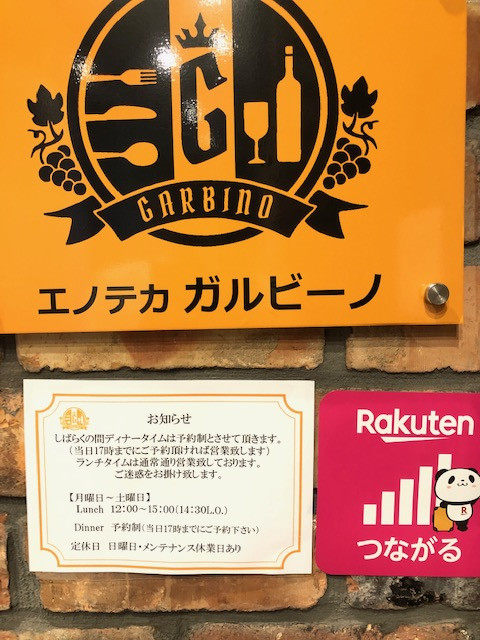 G
GARBINO
エノテカ ガルビーノ
お知らせ
しばらくの間ディナータイムは予約制とさせて頂きます。
(当日17時までにご予約頂ければ営業致します)
ランチタイムは通常通り営業致しております。
ご迷惑をお掛け致します。
【月曜日～土曜日】
Lunch 12:00～15:00(14:30L.O.)
Dinner 予約制(当日17時までにご予約下さい)
定休日 日曜日・メンテナンス休業日あり
Rakuten
R
つながる